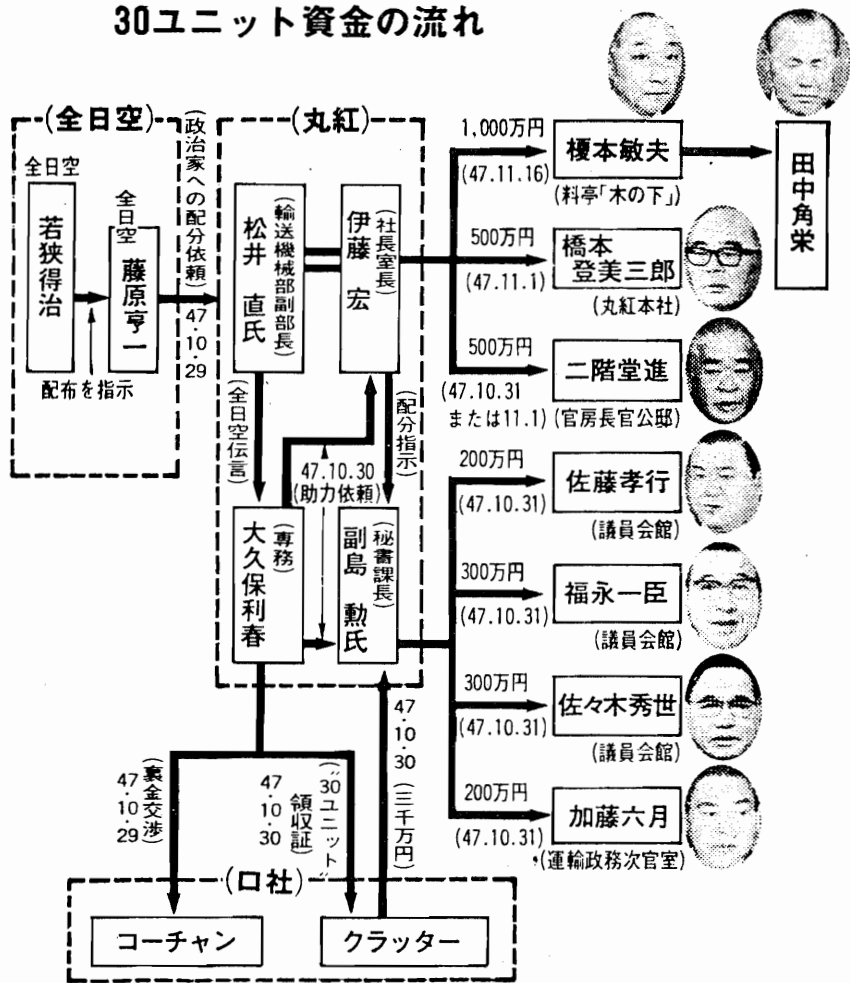 30ユニット資金の流れ
(全日空)
全日空
若狭得治
全日空
藤原亨一
配布を指示
(政治家への配分依頼)
47・10・29
(丸紅)
(輸送機械部副部長)
松井 直氏
(社長室長)
伊藤 宏
(全日空伝言)
47.10.30
(助力依頼)
(配分指示)
(専務)
大久保利春
(秘書課長)
副島 勲氏
1,000万円
(47.11.16)
榎本敏夫
(料亭「木の下」)
田中角栄
500万円
(47.11.1)
橋本
登美三郎
(丸紅本社)
500万円
(47.10.31
または11.1)
二階堂進
(官房長官公邸)
200万円
(47.10.31)
佐藤孝行
(議員会館)
300万円
(47.10.31)
福永一臣
(議員会館)
300万円
(47.10.31)
佐々木秀世
(議員会館)
200万円
(47.10.31)
加藤六月
(運輸政務次官室)
(裏金交渉)
47・10・29
(〝30ユニット〟
領収証)
47・10・30
47・10・30
(三千万円)
(ロ社)
コーチャン
クラッター